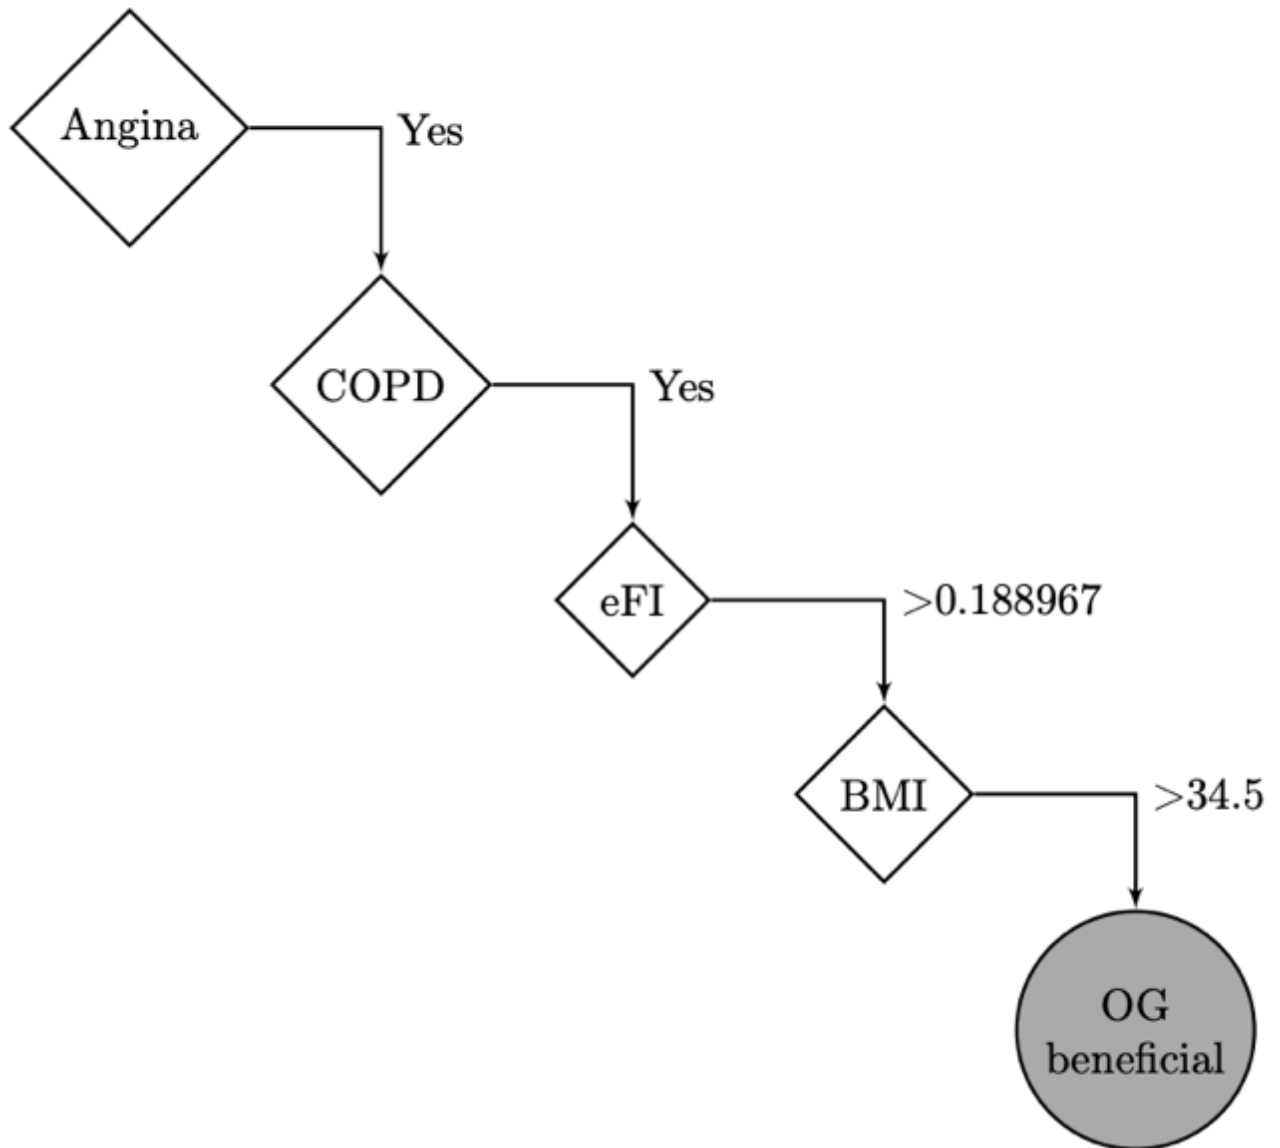 Angina
Yes
COPD
Yes
eFI
>0.188967
BMI
>34.5
OG
beneficial